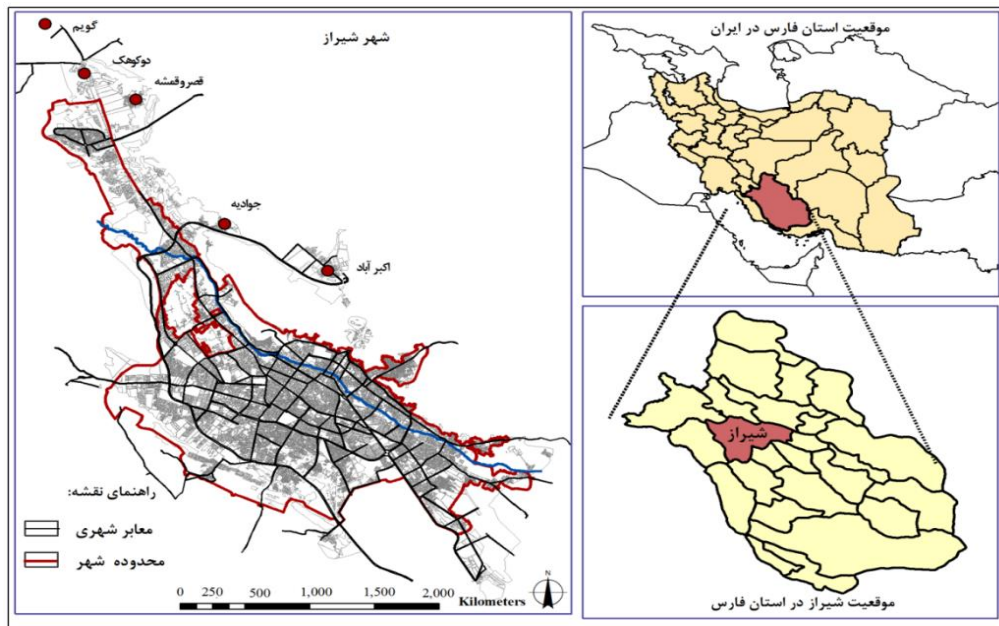 شهر شیراز
گویم
دوکوهک
قصروقمشه
جوادیه
اکبر آباد
راهنمای نقشه:
معابر شهری
محدوده شهر
0 250 500 1,000 1,500 2,000
Kilometers
N
موقعیت استان فارس در ایران
شیراز
موقعیت شیراز در استان فارس